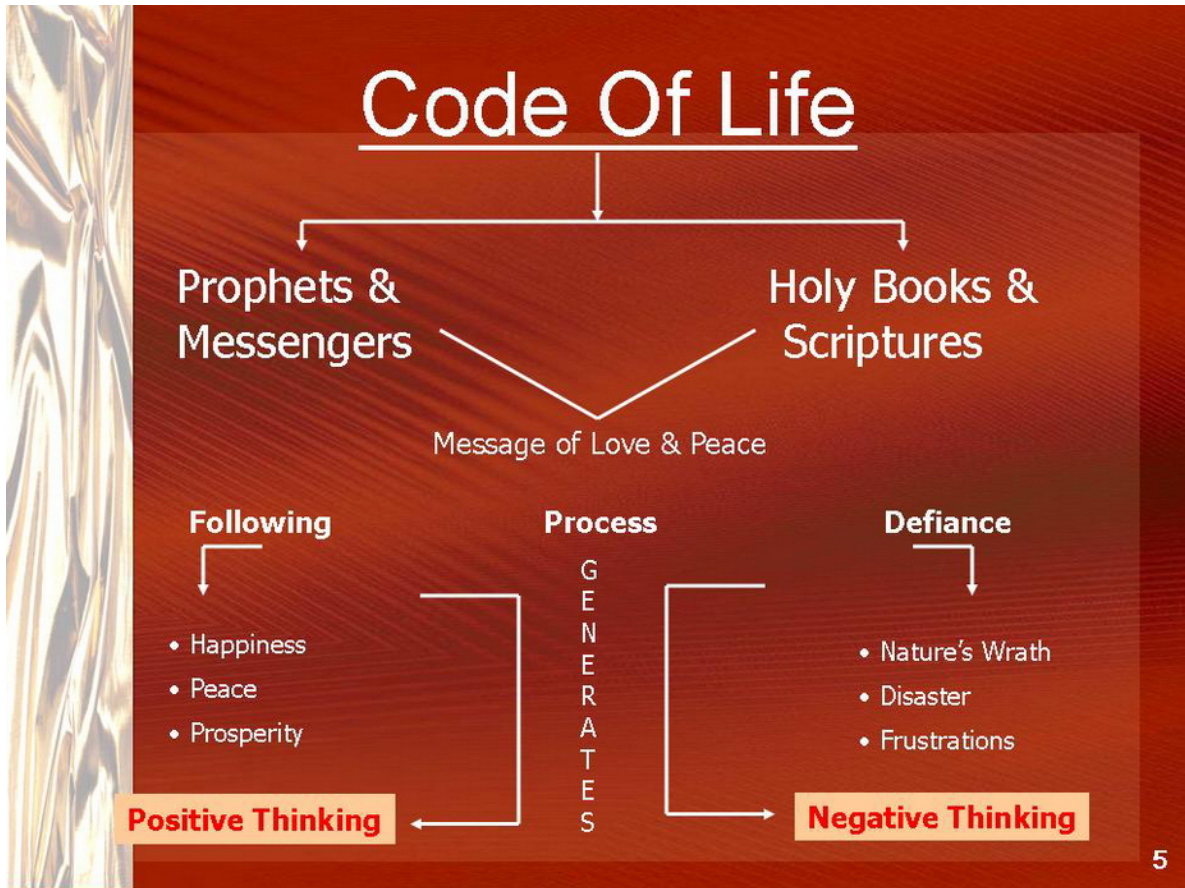 Code Of Life
Prophets &
Messengers
Holy Books &
Scriptures
Message of Love & Peace
Following
Process
Defiance
GENERATES
• Happiness
• Peace
• Prosperity
• Nature's Wrath
• Disaster
• Frustrations
Positive Thinking
Negative Thinking
5